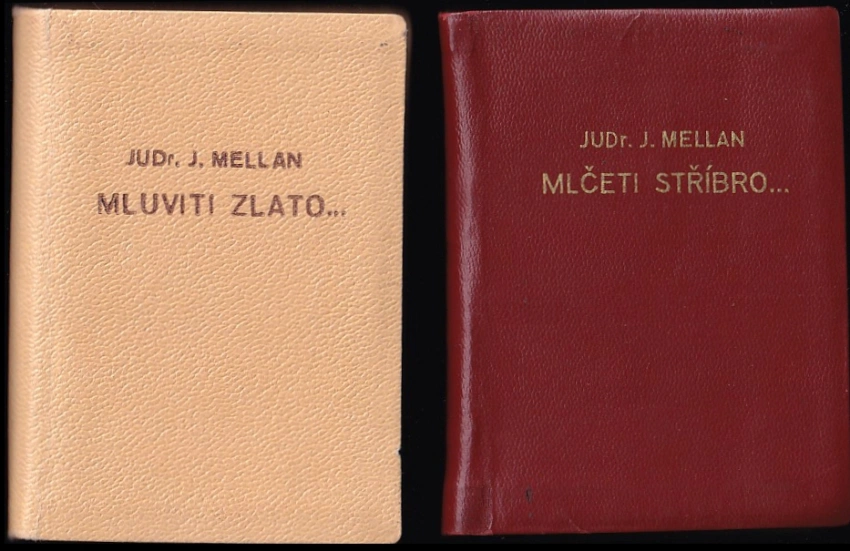 JUDr. J. MELLAN
MLUVITI ZLATO...
JUDr. J. MELLAN
MLČETI STŘÍBRO...